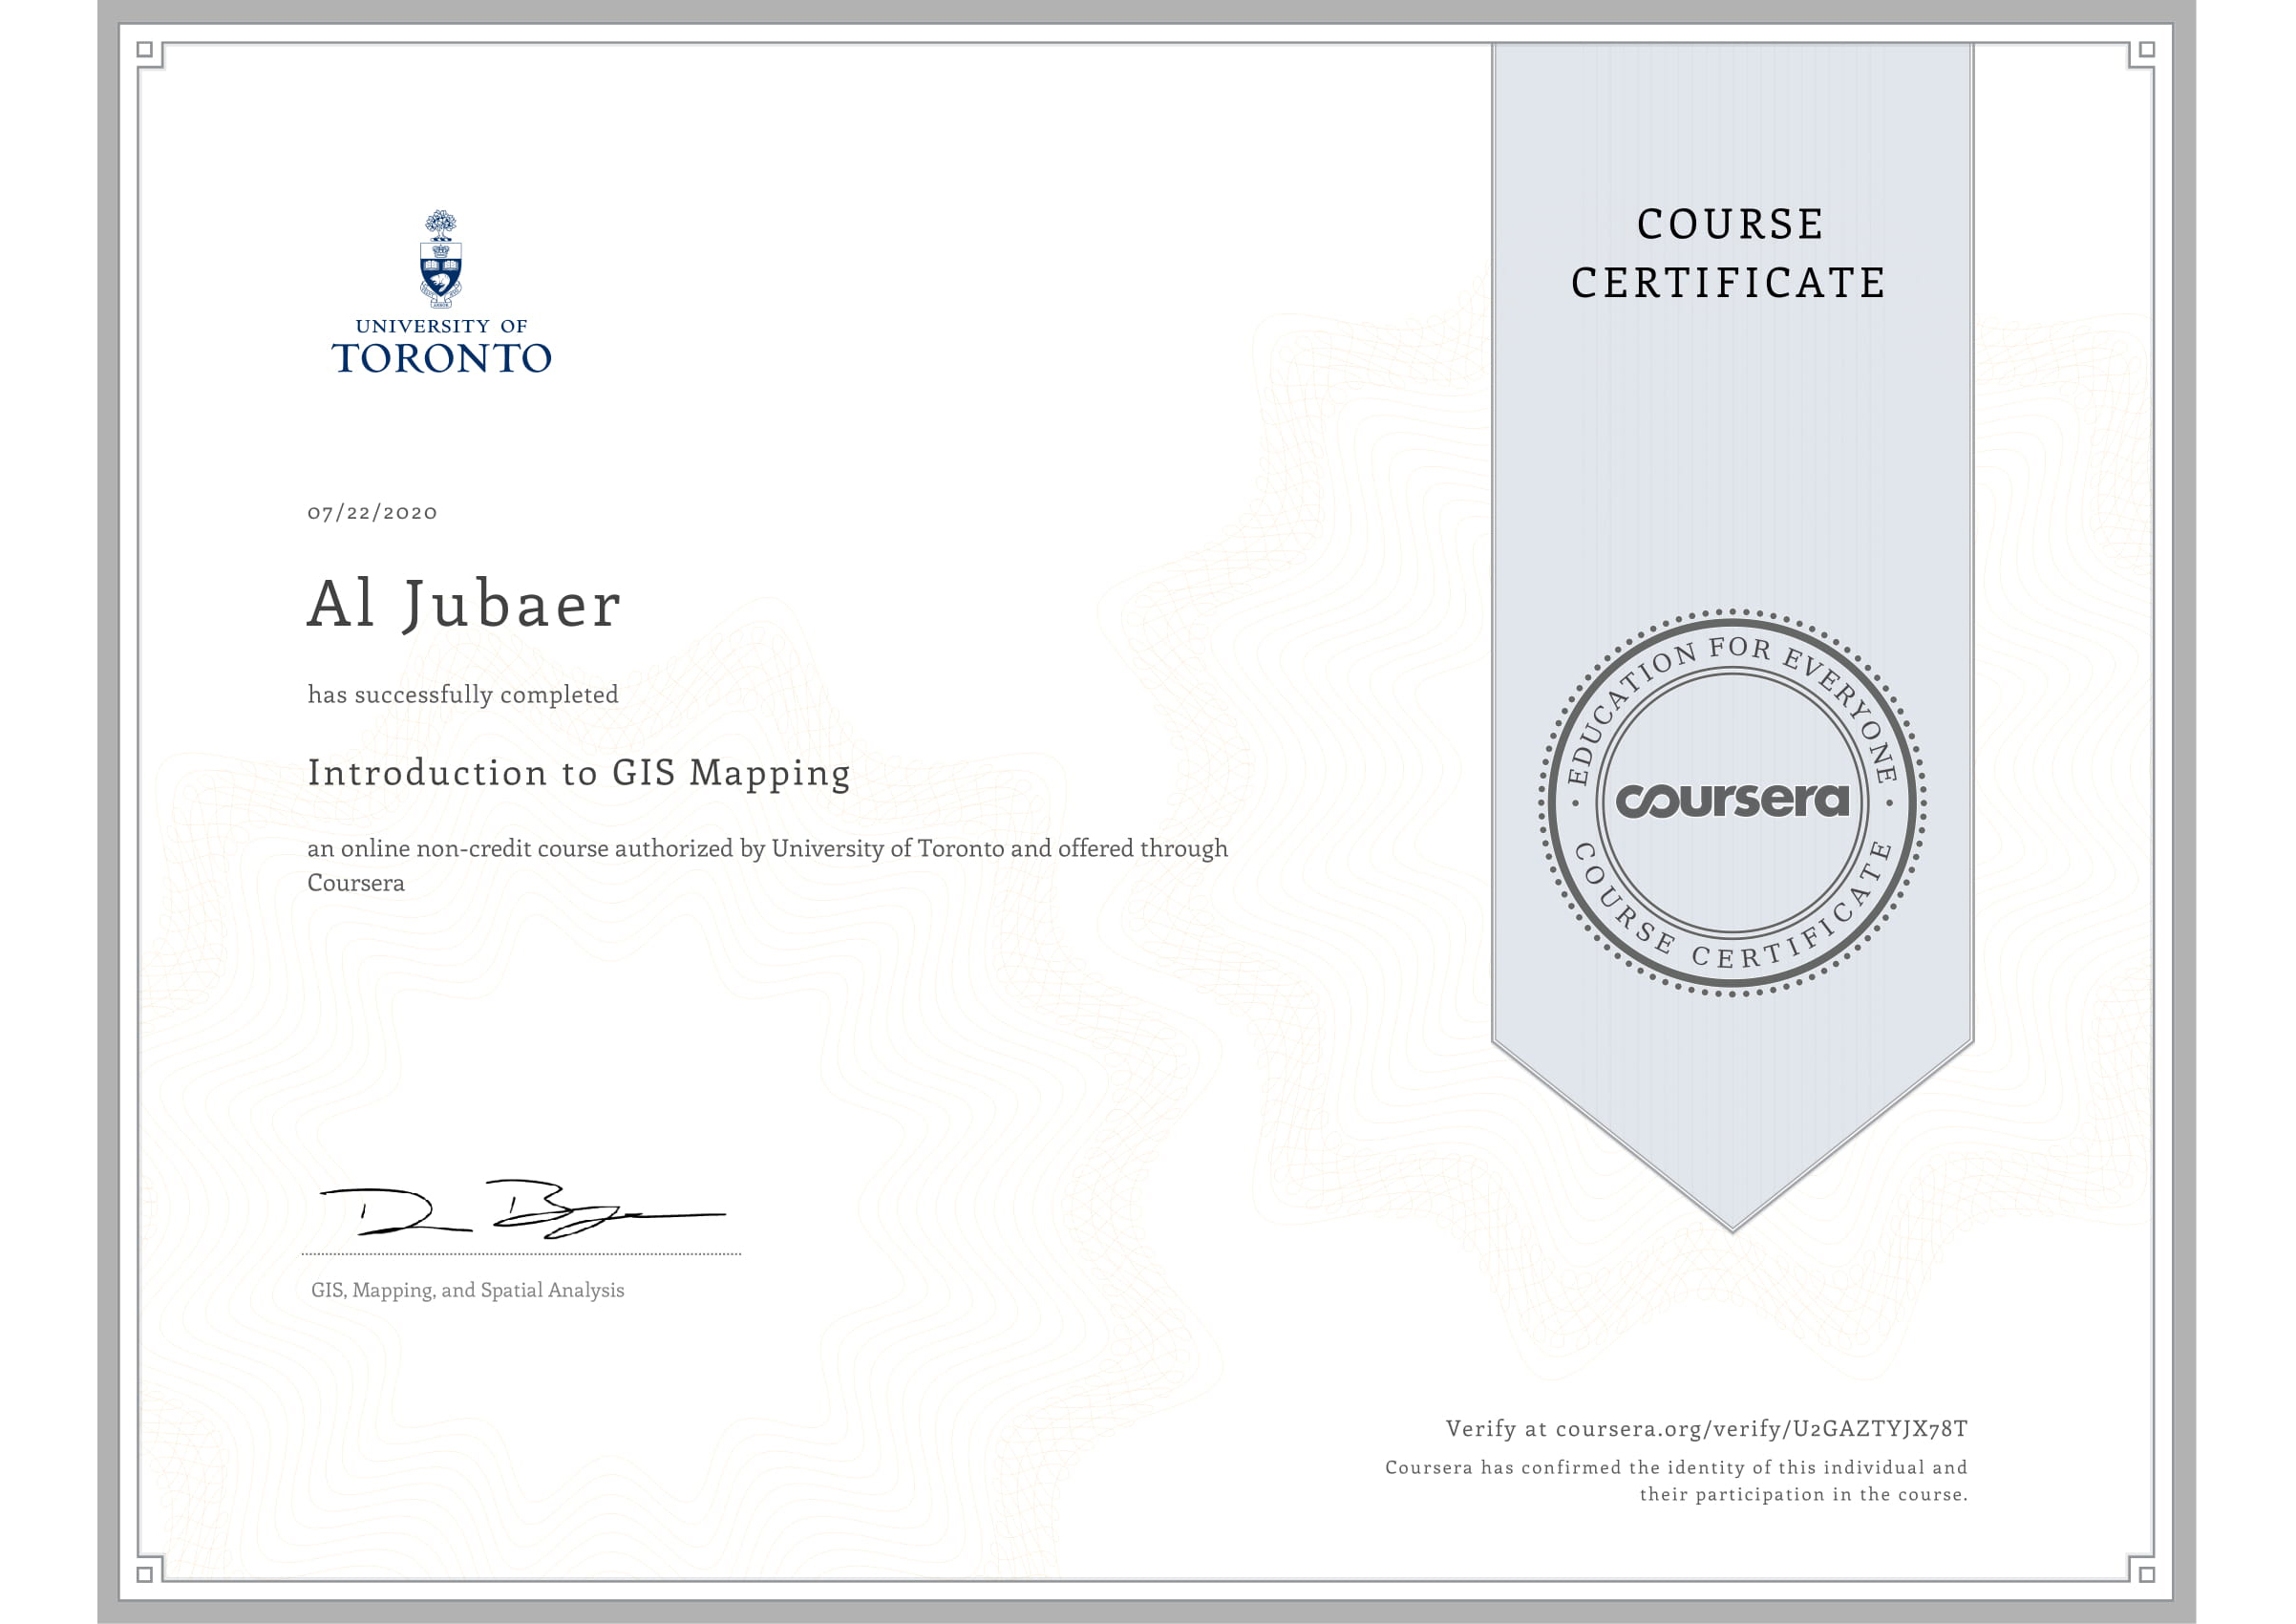 UNIVERSITY OF
TORONTO
07/22/2020
Al Jubaer
has successfully completed
Introduction to GIS Mapping
an online non-credit course authorized by University of Toronto and offered through
Coursera
GIS, Mapping, and Spatial Analysis
COURSE
CERTIFICATE
EDUCATION FOR EVERYONE
coursera
COURSE CERTIFICATE
Verify at coursera.org/verify/U2GAZTYJX78T
Coursera has confirmed the identity of this individual and
their participation in the course.